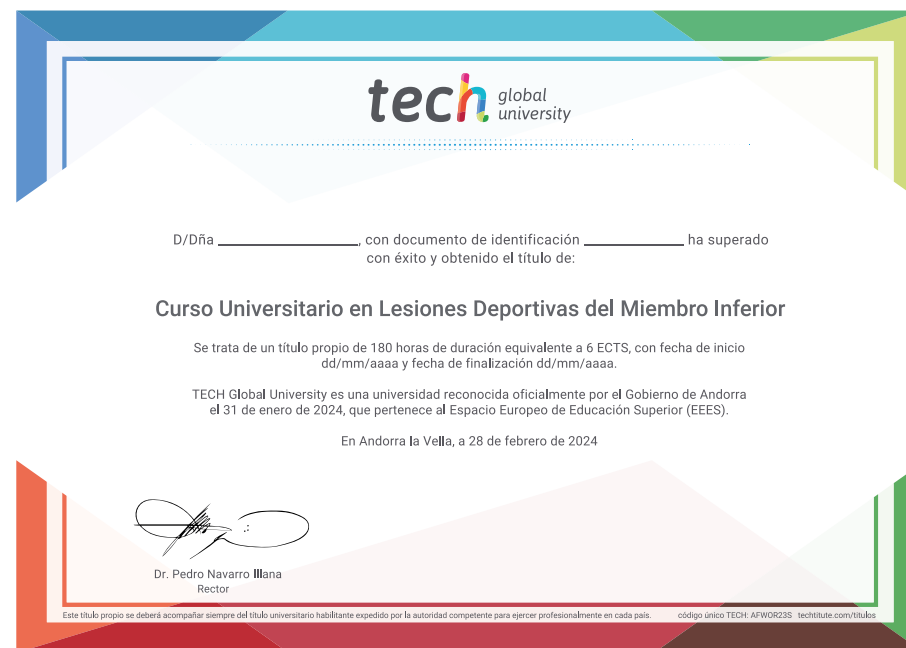 tech global university
D/Dña ____________________, con documento de identificación ______________ ha superado
con éxito y obtenido el título de:
Curso Universitario en Lesiones Deportivas del Miembro Inferior
Se trata de un título propio de 180 horas de duración equivalente a 6 ECTS, con fecha de inicio
dd/mm/aaaa y fecha de finalización dd/mm/aaaa.
TECH Global University es una universidad reconocida oficialmente por el Gobierno de Andorra
el 31 de enero de 2024, que pertenece al Espacio Europeo de Educación Superior (EEES).
En Andorra la Vella, a 28 de febrero de 2024
Dr. Pedro Navarro Illana
Rector
Este título propio se deberá acompañar siempre del título universitario habilitante expedido por la autoridad competente para ejercer profesionalmente en cada país. código único TECH: AFWOR23S techtitute.com/titulos